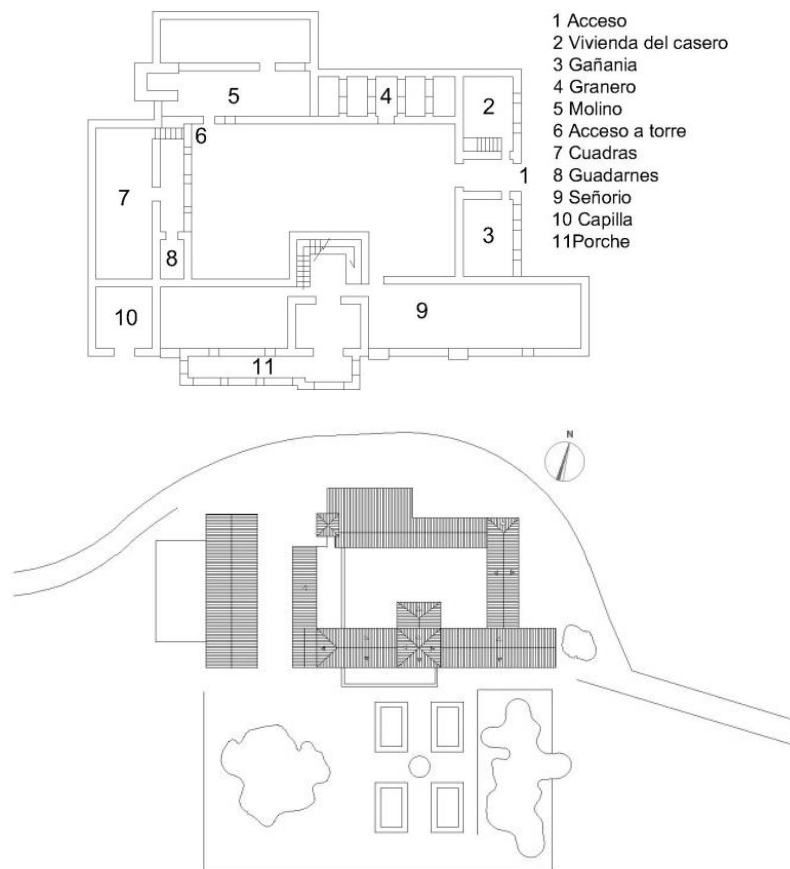 1 Acceso
2 Vivienda del casero
3 Gañania
4 Granero
5 Molino
6 Acceso a torre
7 Cuadras
8 Guadarnes
9 Señorio
10 Capilla
11Porche
4
5
2
6
1
7
3
8
9
10
11
N